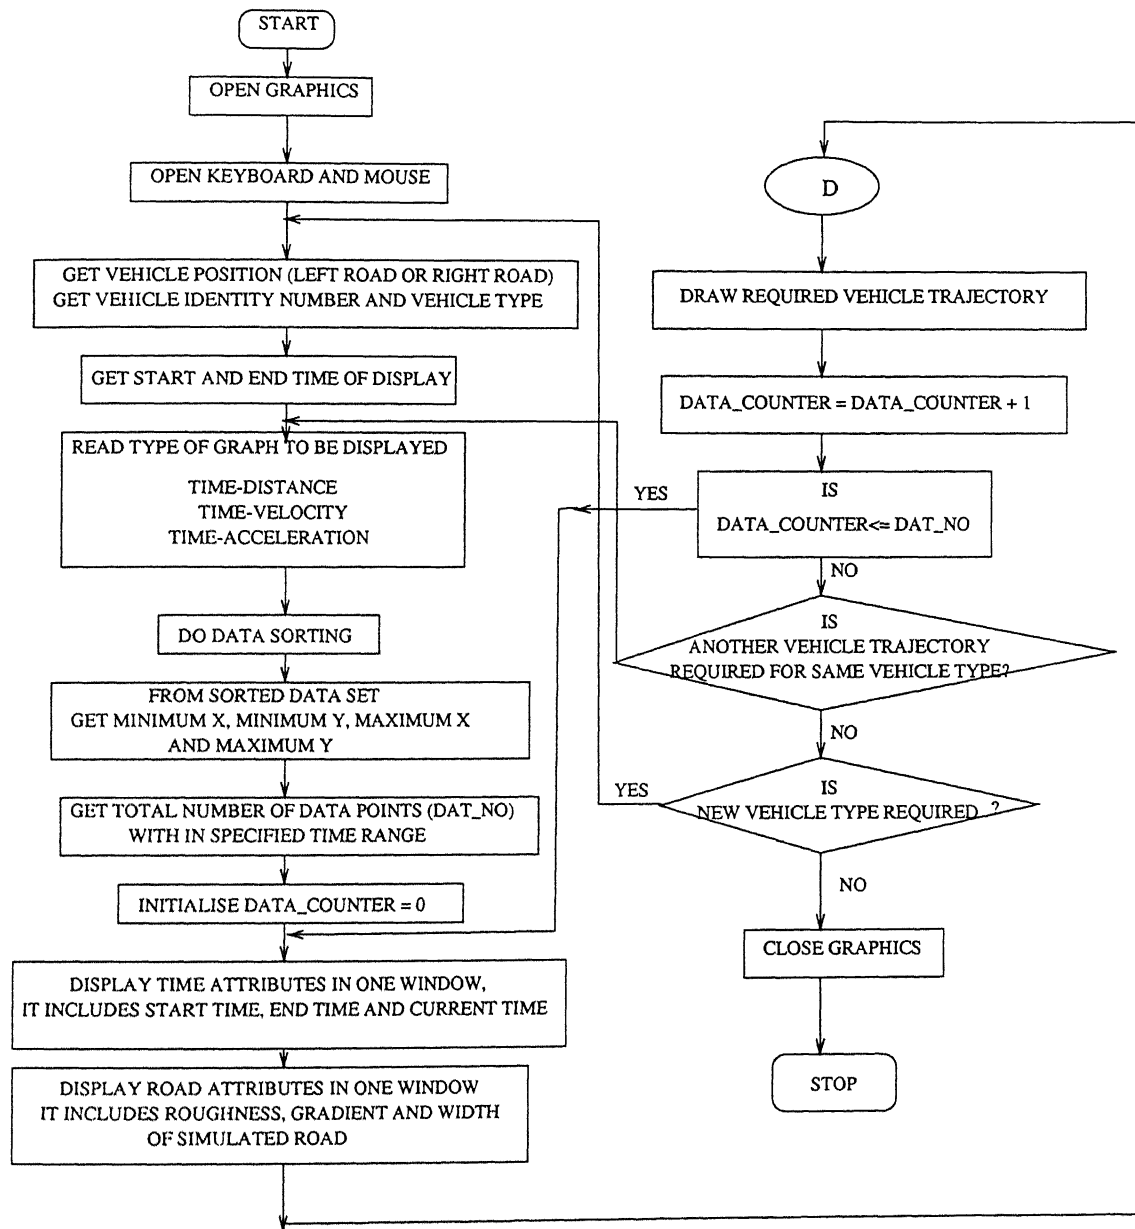 START
OPEN GRAPHICS
OPEN KEYBOARD AND MOUSE
GET VEHICLE POSITION (LEFT ROAD OR RIGHT ROAD)
GET VEHICLE IDENTITY NUMBER AND VEHICLE TYPE
GET START AND END TIME OF DISPLAY
READ TYPE OF GRAPH TO BE DISPLAYED
TIME-DISTANCE
TIME-VELOCITY
TIME-ACCELERATION
DO DATA SORTING
FROM SORTED DATA SET
GET MINIMUM X, MINIMUM Y, MAXIMUM X
AND MAXIMUM Y
GET TOTAL NUMBER OF DATA POINTS (DAT_NO)
WITH IN SPECIFIED TIME RANGE
INITIALISE DATA_COUNTER = 0
DISPLAY TIME ATTRIBUTES IN ONE WINDOW,
IT INCLUDES START TIME, END TIME AND CURRENT TIME
DISPLAY ROAD ATTRIBUTES IN ONE WINDOW
IT INCLUDES ROUGHNESS, GRADIENT AND WIDTH
OF SIMULATED ROAD
D
DRAW REQUIRED VEHICLE TRAJECTORY
DATA_COUNTER = DATA_COUNTER + 1
IS
DATA_COUNTER<= DAT_NO
YES
NO
IS
ANOTHER VEHICLE TRAJECTORY
REQUIRED FOR SAME VEHICLE TYPE?
NO
IS
NEW VEHICLE TYPE REQUIRED ?
YES
NO
CLOSE GRAPHICS
STOP